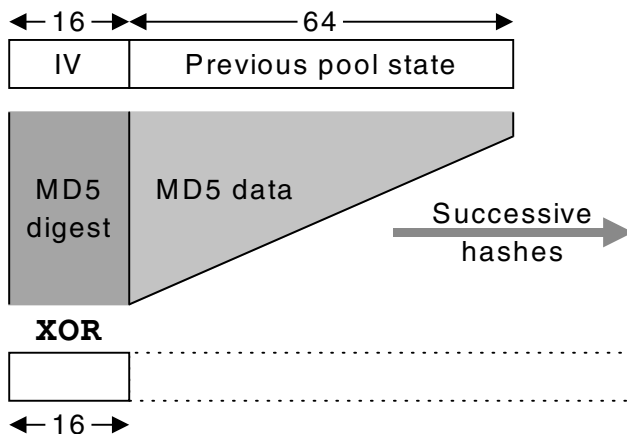 16 64
IV Previous pool state
MD5 digest
MD5 data
Successive hashes
XOR
16